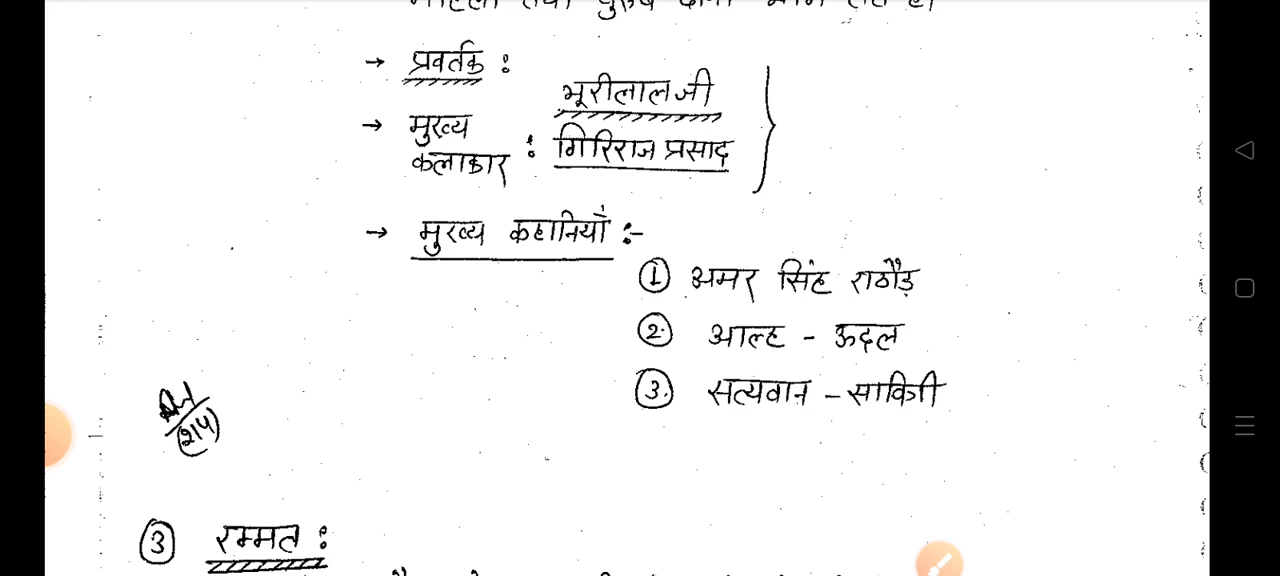 → प्रवर्तक :
भूरीलालजी
→ मुख्य
कलाकार : गिरिराज प्रसाद
→ मुख्य कहानियाँ :-
① अमर सिंह राठौड़
② आल्ह - ऊदल
③ सत्यवान - सावित्री
③ रम्मत :